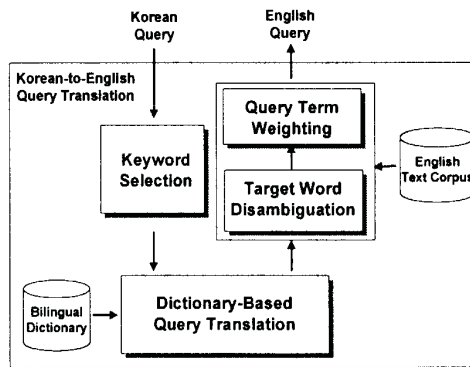 Korean
Query
English
Query
Korean-to-English
Query Translation
Keyword
Selection
Query Term
Weighting
Target Word
Disambiguation
English
Text Corpus
Bilingual
Dictionary
Dictionary-Based
Query Translation